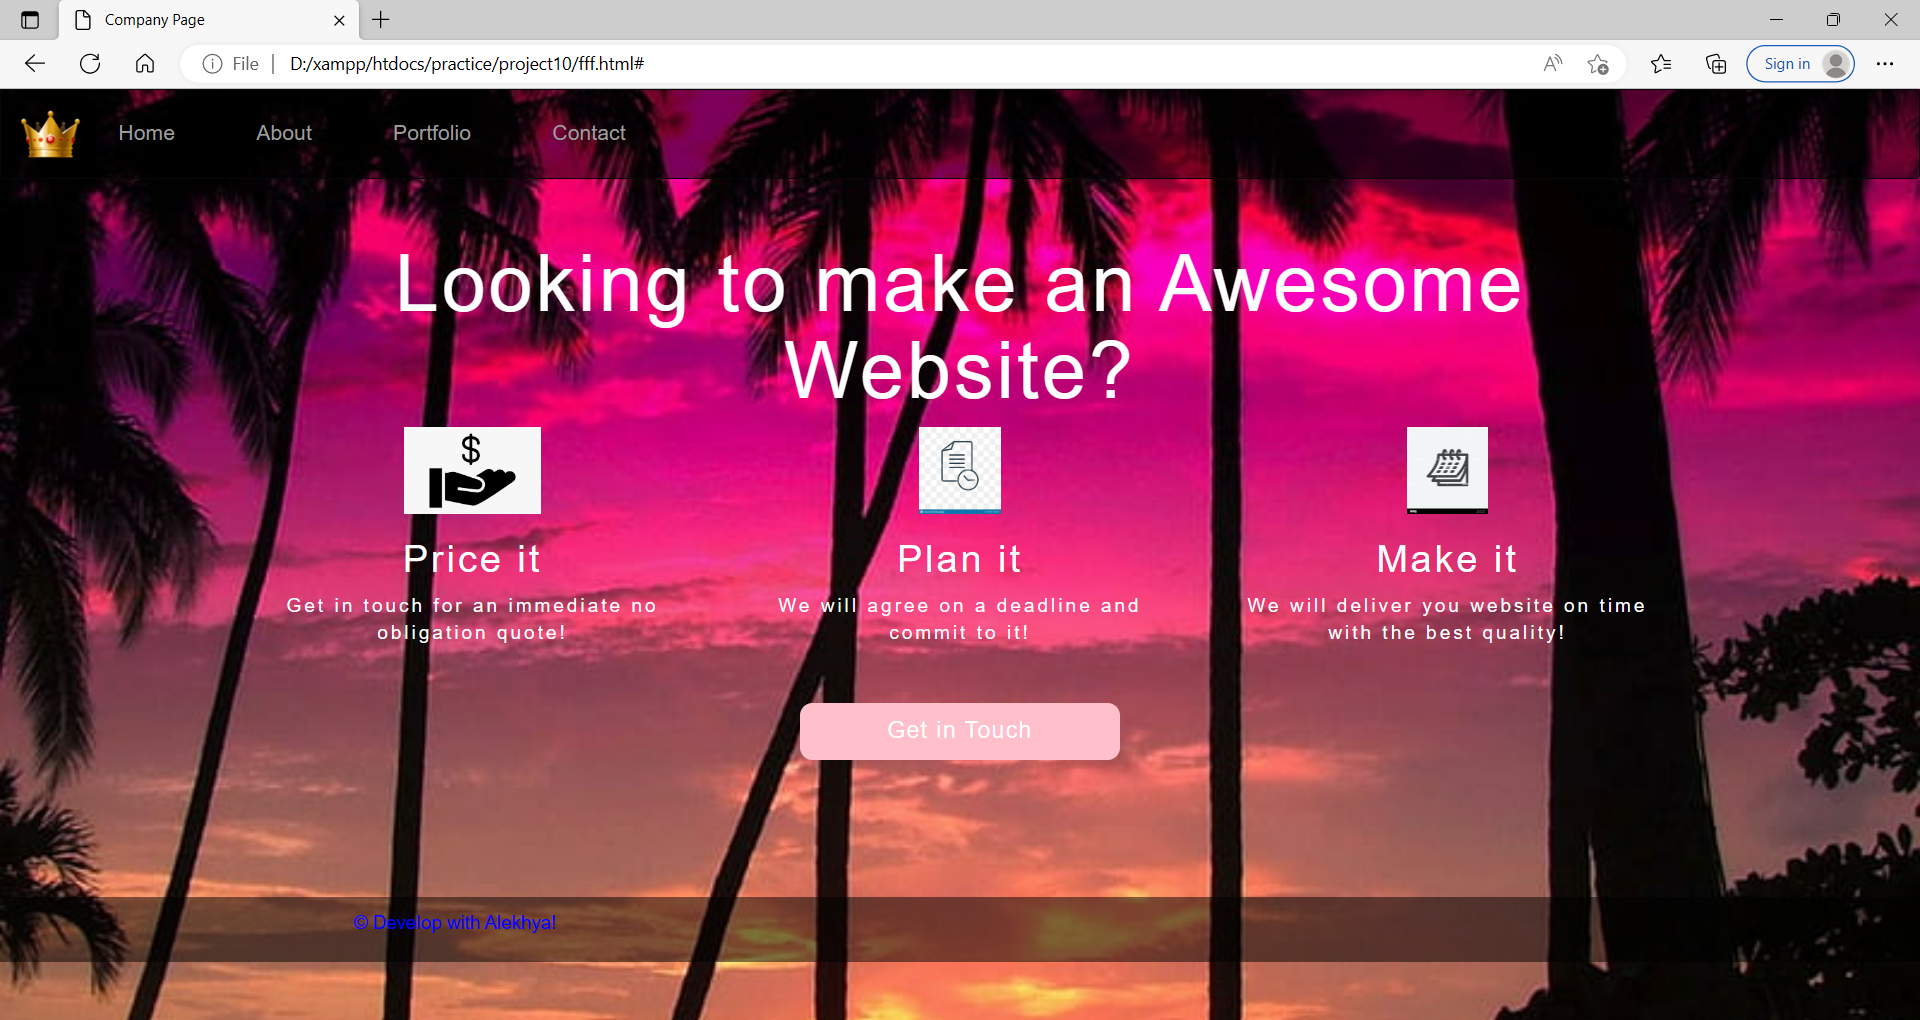 Company Page
File
D:/xampp/htdocs/practice/project10/fff.html#
Sign in
Home About Portfolio Contact
Looking to make an Awesome
Website?
$
Price it
Get in touch for an immediate no
obligation quote!
Plan it
We will agree on a deadline and
commit to it!
Make it
We will deliver you website on time
with the best quality!
Get in Touch
© Develop with Alekhya!